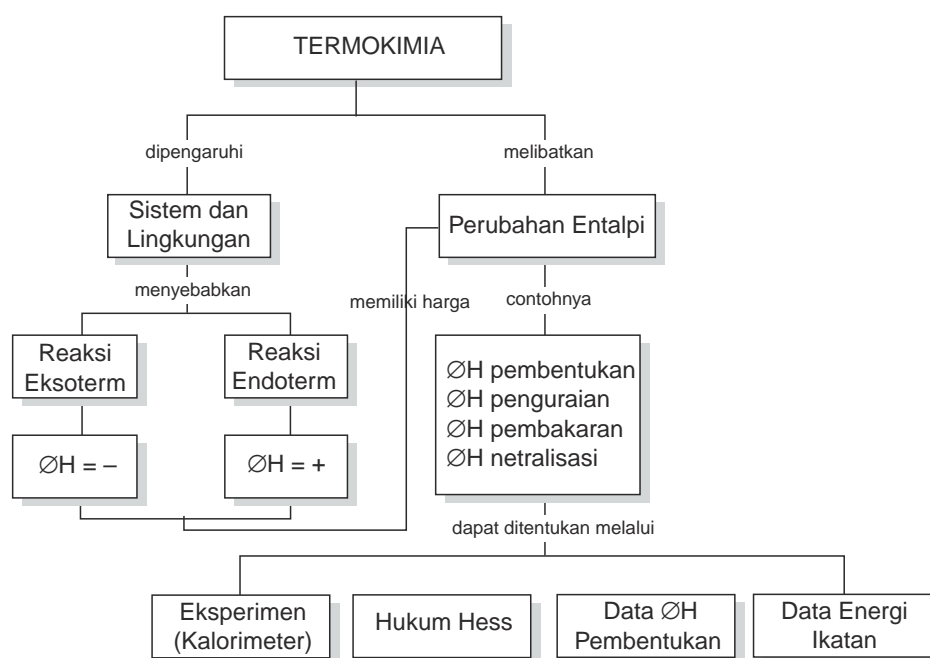 TERMOKIMIA
dipengaruhi
melibatkan
Sistem dan
Lingkungan
Perubahan Entalpi
menyebabkan
memiliki harga
contohnya
Reaksi
Eksoterm
Reaksi
Endoterm
∅H pembentukan
∅H penguraian
∅H pembakaran
∅H netralisasi
∅H = –
∅H = +
dapat ditentukan melalui
Eksperimen
(Kalorimeter)
Hukum Hess
Data ∅H
Pembentukan
Data Energi
Ikatan